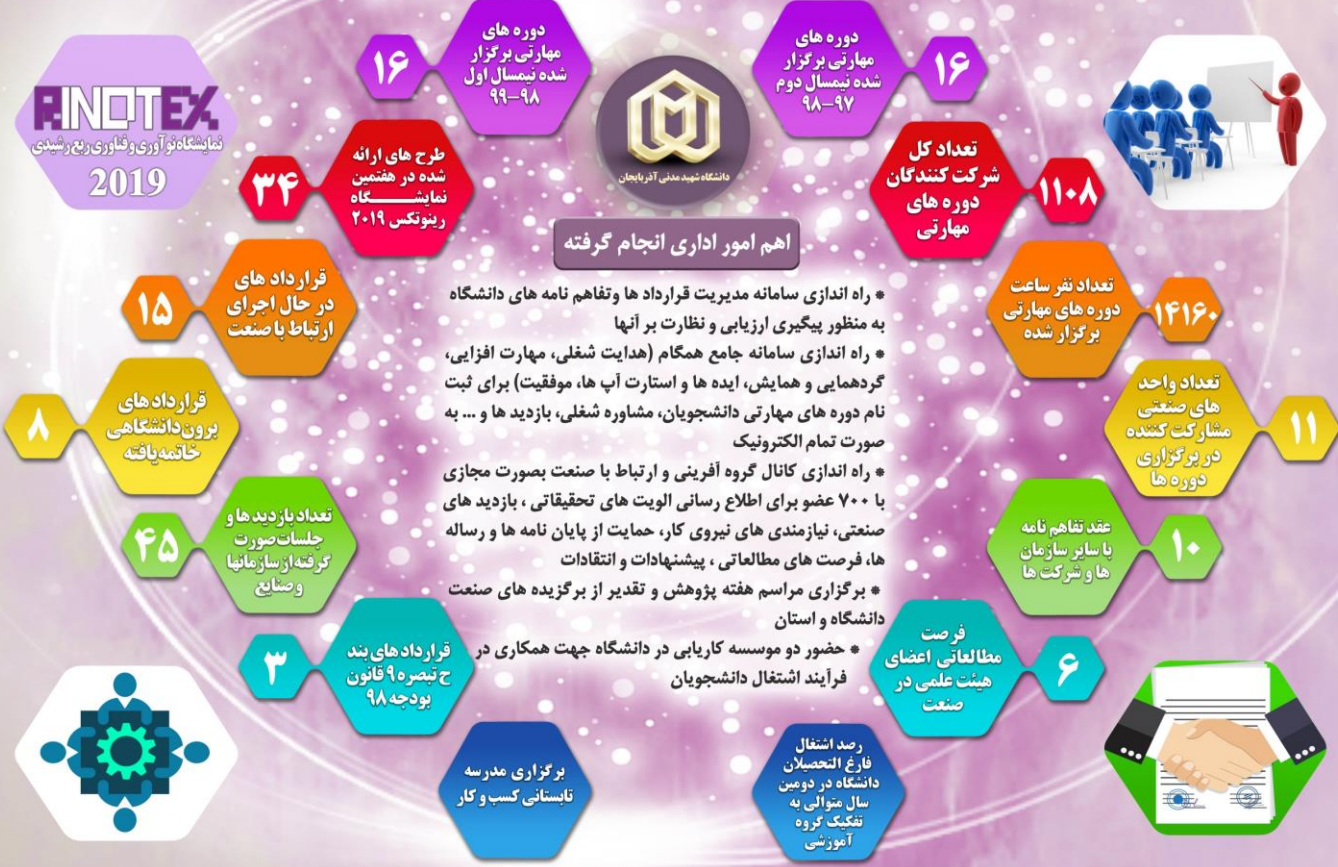 دوره های
مهارتی برگزار
شده نیمسال دوم
۹۷-۹۸
۱۶
دوره های
مهارتی برگزار
شده نیمسال اول
۹۸-۹۹
۱۶
دانشگاه شهید مدنی آذربایجان
RINOTEX
نمایشگاه نوآوری و فناوری ربع رشیدی
2019
تعداد کل
شرکت کنندگان
دوره های
مهارتی
۱۱۰۸
طرح های ارائه
شده در هفتمین
نمایشـــــگاه
رینوتکس ۲۰۱۹
۳۴
تعداد نفر ساعت
دوره های مهارتی
برگزار شده
۱۴۱۶۰
قرارداد های
در حال اجرای
ارتباط با صنعت
۱۵
تعداد واحد
های صنعتی
مشارکت کننده
در برگزاری
دوره ها
۱۱
قرارداد های
برون دانشگاهی
خاتمه یافته
۸
عقد تفاهم نامه
با سایر سازمان
ها و شرکت ها
۱۰
تعداد بازدید ها و
جلسات صورت
گرفته از سازمانها
و صنایع
۴۵
فرصت
مطالعاتی اعضای
هیئت علمی در
صنعت
۶
قرارداد های بند
ح تبصره ۹ قانون
بودجه ۹۸
۳
رصد اشتغال
فارغ التحصیلان
دانشگاه در دومین
سال متوالی به
تفکیک گروه
آموزشی
برگزاری مدرسه
تابستانی کسب و کار
اهم امور اداری انجام گرفته
* راه اندازی سامانه مدیریت قرارداد ها وتفاهم نامه های دانشگاه
به منظور پیگیری ارزیابی و نظارت بر آنها
* راه اندازی سامانه جامع همگام (هدایت شغلی، مهارت افزایی،
گردهمایی و همایش، ایده ها و استارت آپ ها، موفقیت) برای ثبت
نام دوره های مهارتی دانشجویان، مشاوره شغلی، بازدید ها و ... به
صورت تمام الکترونیک
* راه اندازی کانال گروه آفرینی و ارتباط با صنعت بصورت مجازی
با ۷۰۰ عضو برای اطلاع رسانی الویت های تحقیقاتی ، بازدید های
صنعتی، نیازمندی های نیروی کار، حمایت از پایان نامه ها و رساله
ها، فرصت های مطالعاتی ، پیشنهادات و انتقادات
* برگزاری مراسم هفته پژوهش و تقدیر از برگزیده های صنعت
دانشگاه و استان
* حضور دو موسسه کاریابی در دانشگاه جهت همکاری در
فرآیند اشتغال دانشجویان